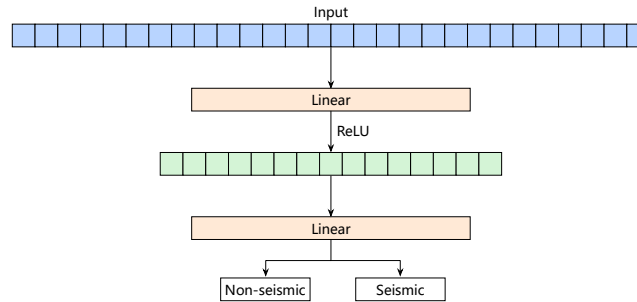 Input
Linear
ReLU
Linear
Non-seismic
Seismic